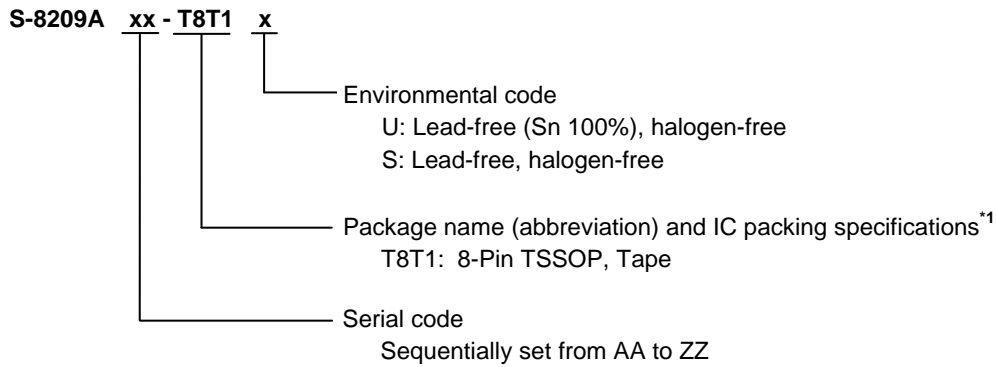 S-8209A xx - T8T1 x
Environmental code
U: Lead-free (Sn 100%), halogen-free
S: Lead-free, halogen-free
Package name (abbreviation) and IC packing specifications*1
T8T1: 8-Pin TSSOP, Tape
Serial code
Sequentially set from AA to ZZ